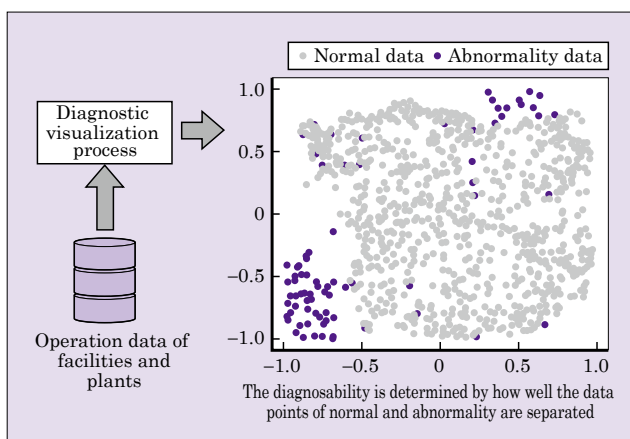 Normal data
Abnormality data
Diagnostic
visualization
process
Operation data of
facilities and
plants
1.0
0.5
0
−0.5
−1.0
−1.0
−0.5
0
0.5
1.0
The diagnosability is determined by how well the data
points of normal and abnormality are separated